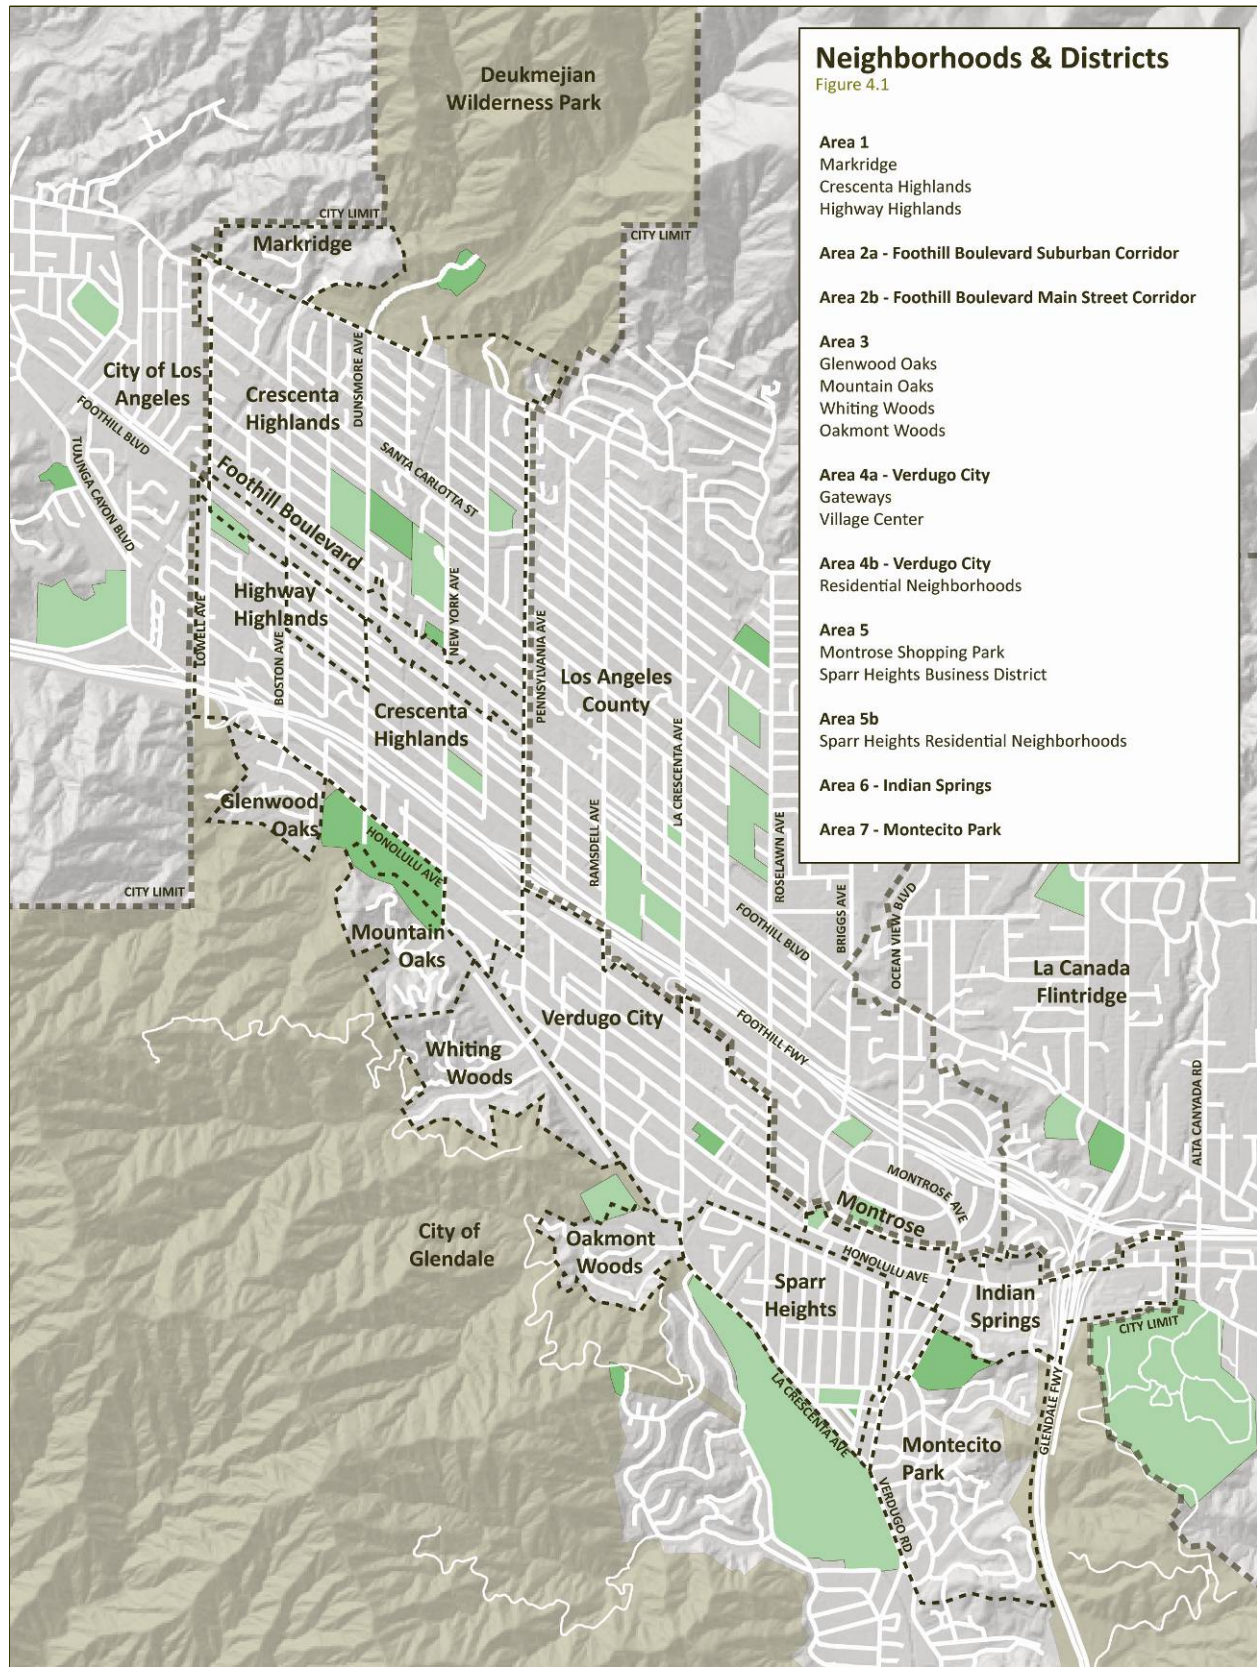 Neighborhoods & Districts
Figure 4.1
Area 1
Markridge
Crescenta Highlands
Highway Highlands
Area 2a - Foothill Boulevard Suburban Corridor
Area 2b - Foothill Boulevard Main Street Corridor
Area 3
Glenwood Oaks
Mountain Oaks
Whiting Woods
Oakmont Woods
Area 4a - Verdugo City
Gateways
Village Center
Area 4b - Verdugo City
Residential Neighborhoods
Area 5
Montrose Shopping Park
Sparr Heights Business District
Area 5b
Sparr Heights Residential Neighborhoods
Area 6 - Indian Springs
Area 7 - Montecito Park
Deukmejian
Wilderness Park
CITY LIMIT
Markridge
CITY LIMIT
City of Los
Angeles
Crescenta
Highlands
DUNSMORE AVE
FOOTHILL BLVD
TUJUNGA CAYON BLVD
SANTA CARLOTTA ST
Foothill Boulevard
Highway
Highlands
LOWELL AVE
BOSTON AVE
NEW YORK AVE
PENNSYLVANIA AVE
Los Angeles
County
Crescenta
Highlands
LA CRESCENTA AVE
RAMSDELL AVE
ROSELAWN AVE
Glenwood
Oaks
HONOLULU AVE
CITY LIMIT
BRIGGS AVE
OCEAN VIEW BLVD
FOOTHILL BLVD
Mountain
Oaks
La Canada
Flintridge
Verdugo City
FOOTHILL FWY
Whiting
Woods
ALTA CANYADA RD
MONTROSE AVE
Montrose
City of
Glendale
Oakmont
Woods
HONOLULU AVE
Sparr
Heights
Indian
Springs
CITY LIMIT
LA CRESCENTA AVE
GLENDALE FWY
Montecito
Park
VERDUGO RD